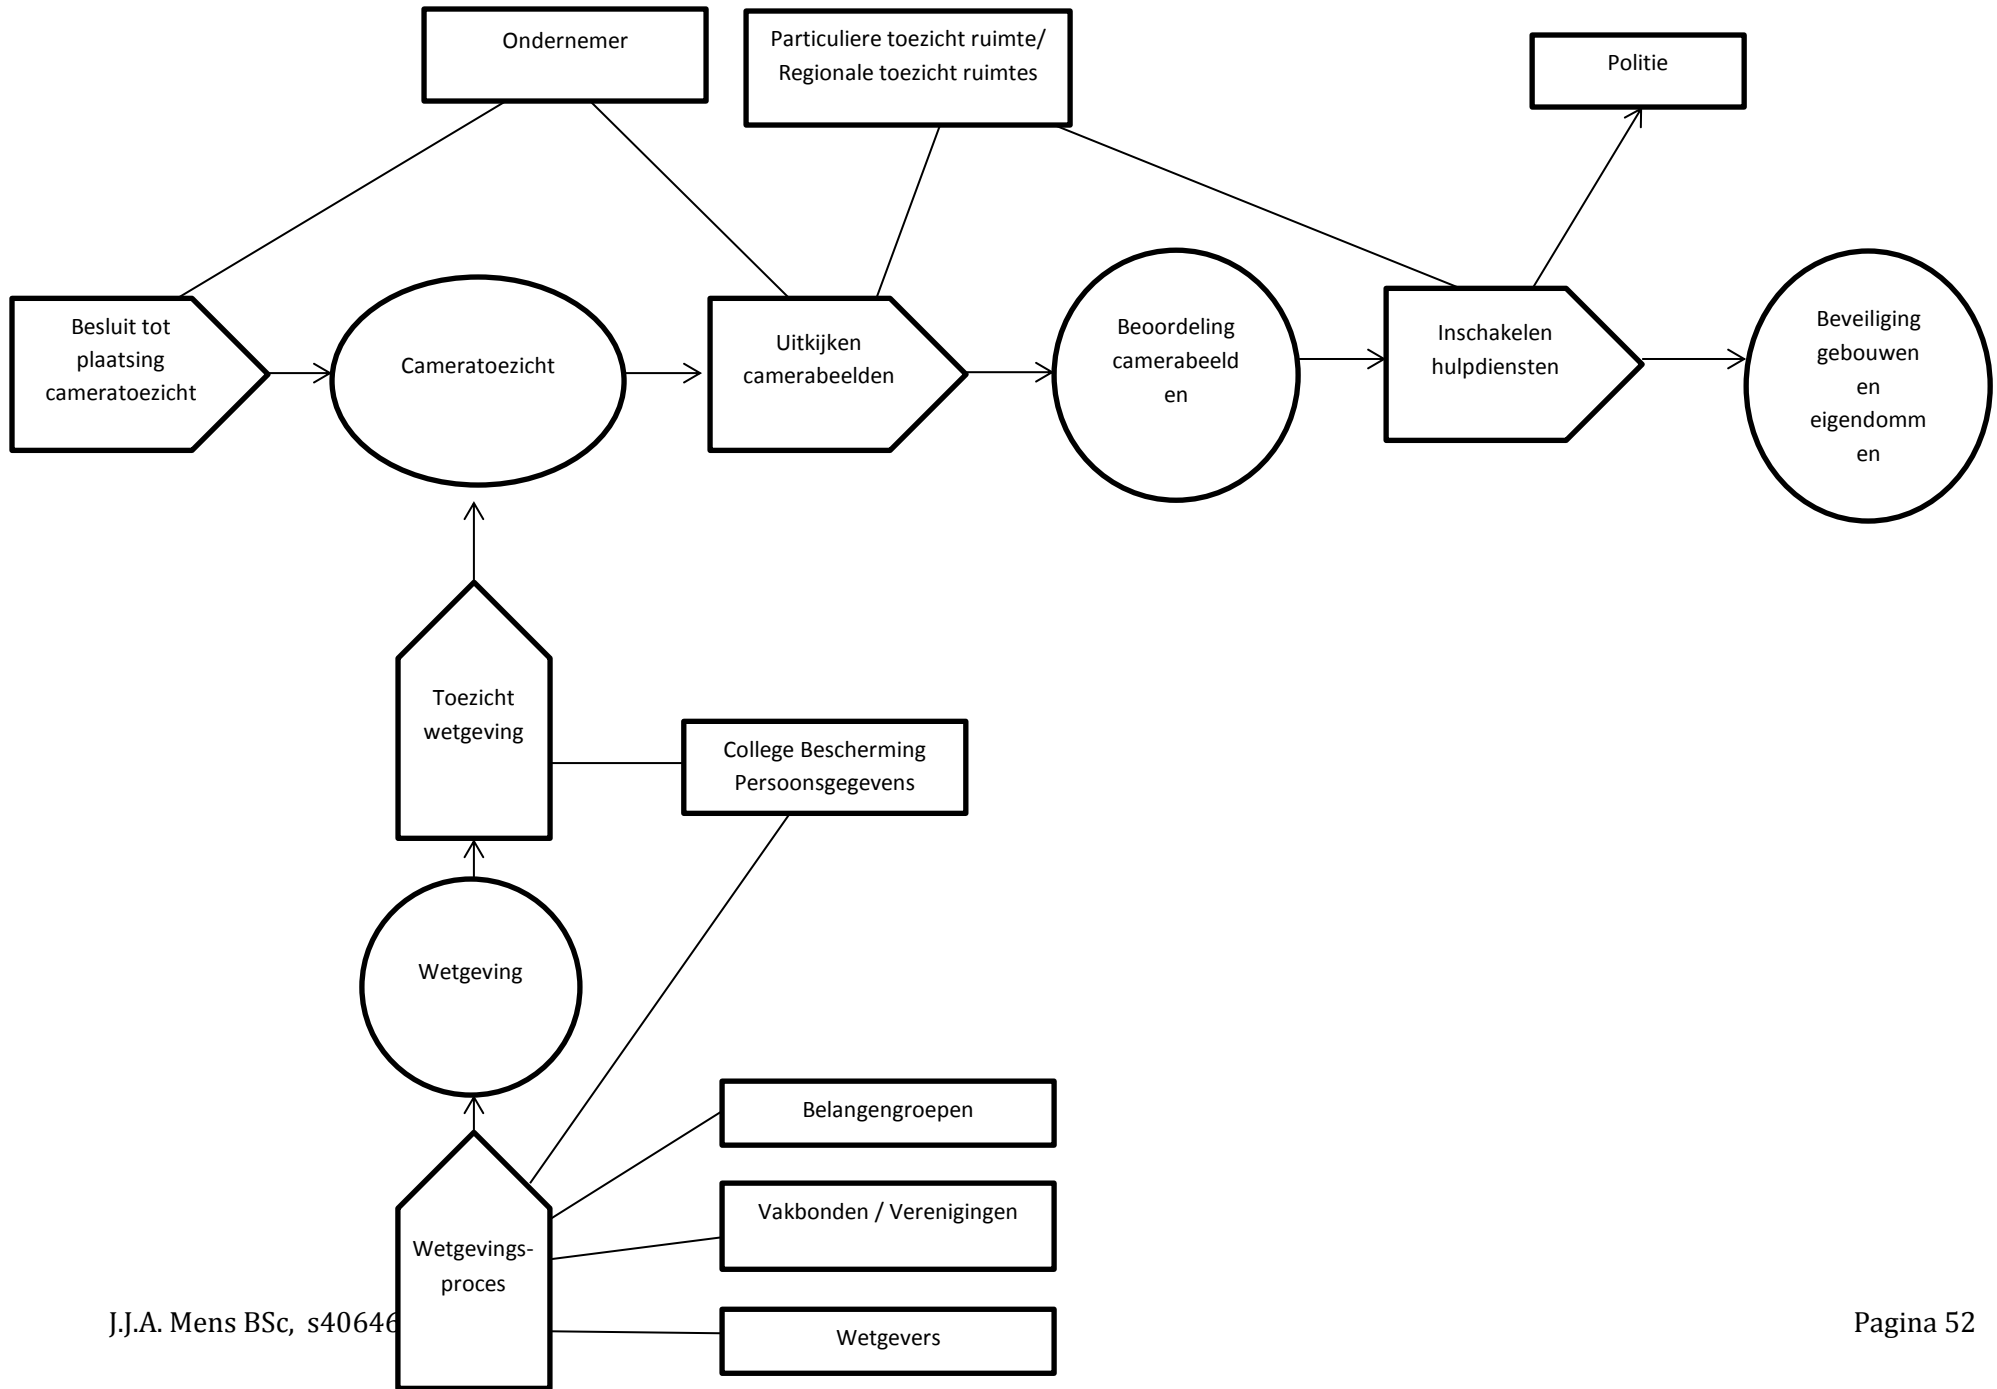 Ondernemer
Particuliere toezicht ruimte/
Regionale toezicht ruimtes
Politie
Besluit tot
plaatsing
cameratoezicht
Cameratoezicht
Uitkijken
camerabeelden
Beoordeling
camerabeeld
en
Inschakelen
hulpdiensten
Beveiliging
gebouwen
en
eigendomm
en
Toezicht
wetgeving
College Bescherming
Persoonsgegevens
Wetgeving
Belangengroepen
Vakbonden / Verenigingen
Wetgevings-
proces
Wetgevers
J.J.A. Mens BSc, s40646
Pagina 52